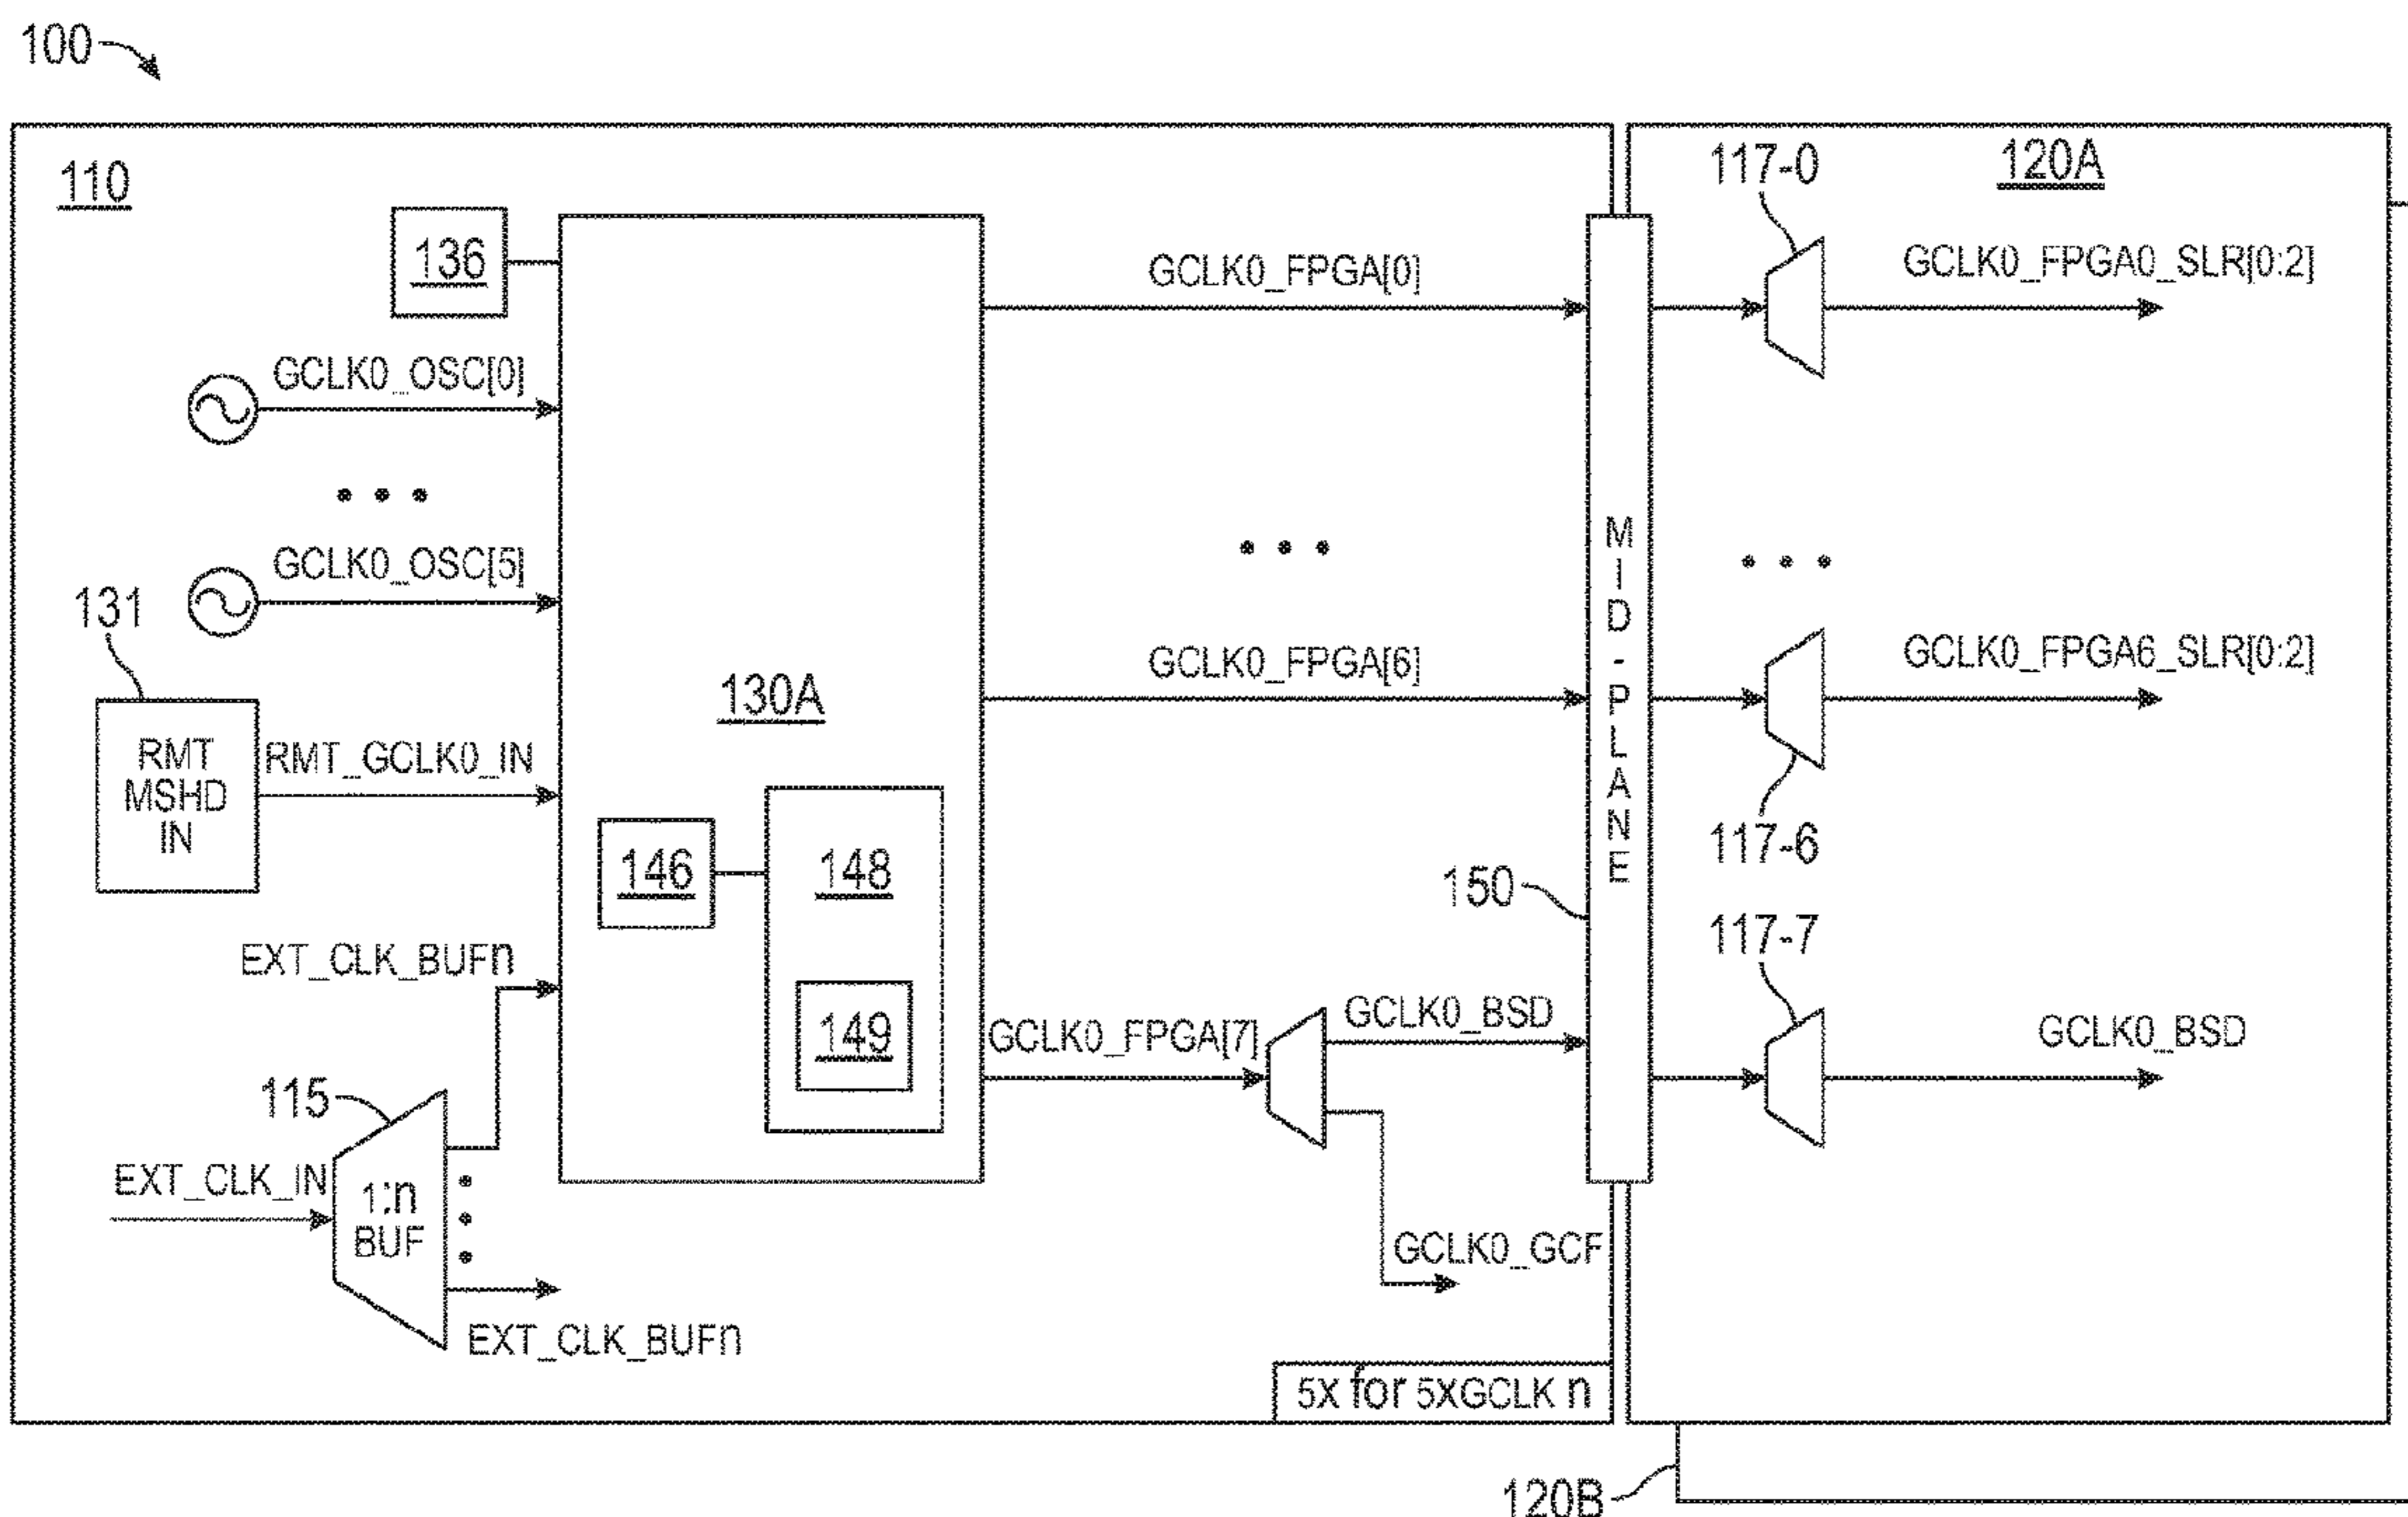 100
110
120A
117-0
136
GCLK0_FPGA[0]
GCLK0_FPGA0_SLR[0:2]
GCLK0_OSC[0]
GCLK0_OSC[5]
131
RMT
MSHD
IN
RMT_GCLK0_IN
130A
GCLK0_FPGA[6]
MID-PLANE
GCLK0_FPGA6_SLR[0:2]
117-6
146
148
149
150
117-7
EXT_CLK_BUFn
GCLK0_FPGA[7]
GCLK0_BSD
GCLK0_BSD
115
EXT_CLK_IN
1:n
BUF
GCLK0_GCF
EXT_CLK_BUFn
5x for 5xGCLK n
120B